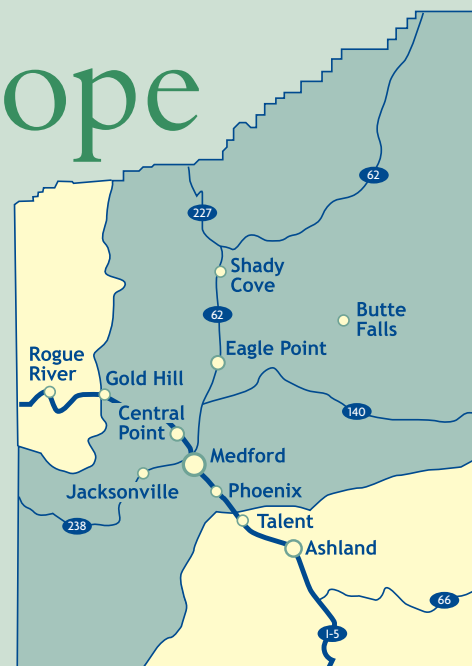 ope
62
227
Shady
Cove
62
Butte
Falls
Eagle Point
Rogue
River
Gold Hill
Central
Point
140
Medford
Jacksonville
Phoenix
Talent
238
Ashland
66
I-5